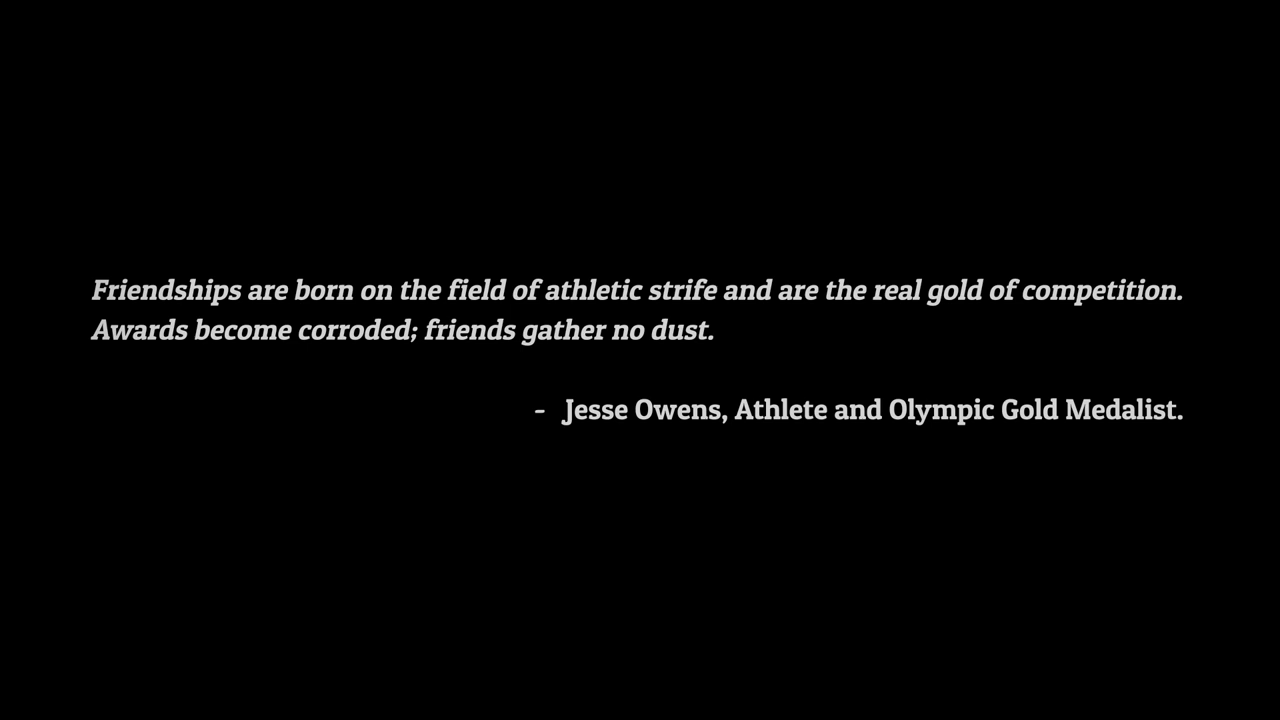 Friendships are born on the field of athletic strife and are the real gold of competition.
Awards become corroded; friends gather no dust.
- Jesse Owens, Athlete and Olympic Gold Medalist.